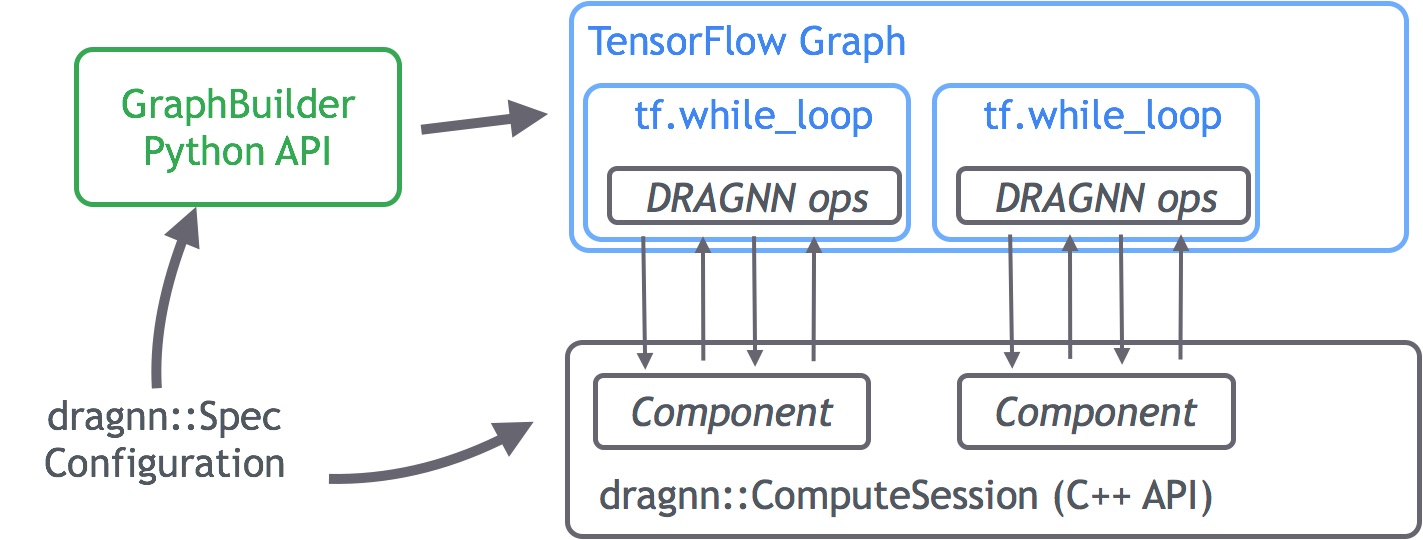 GraphBuilder
Python API
TensorFlow Graph
tf.while_loop
tf.while_loop
DRAGNN ops
DRAGNN ops
dragnn::Spec
Configuration
Component
Component
dragnn::ComputeSession (C++ API)